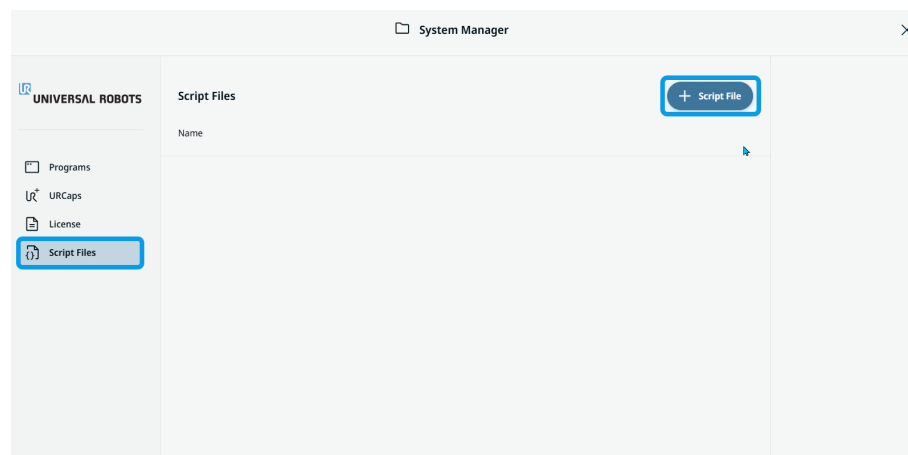 System Manager
UNIVERSAL ROBOTS
Script Files
+ Script File
Name
Programs
URCaps
License
Script Files